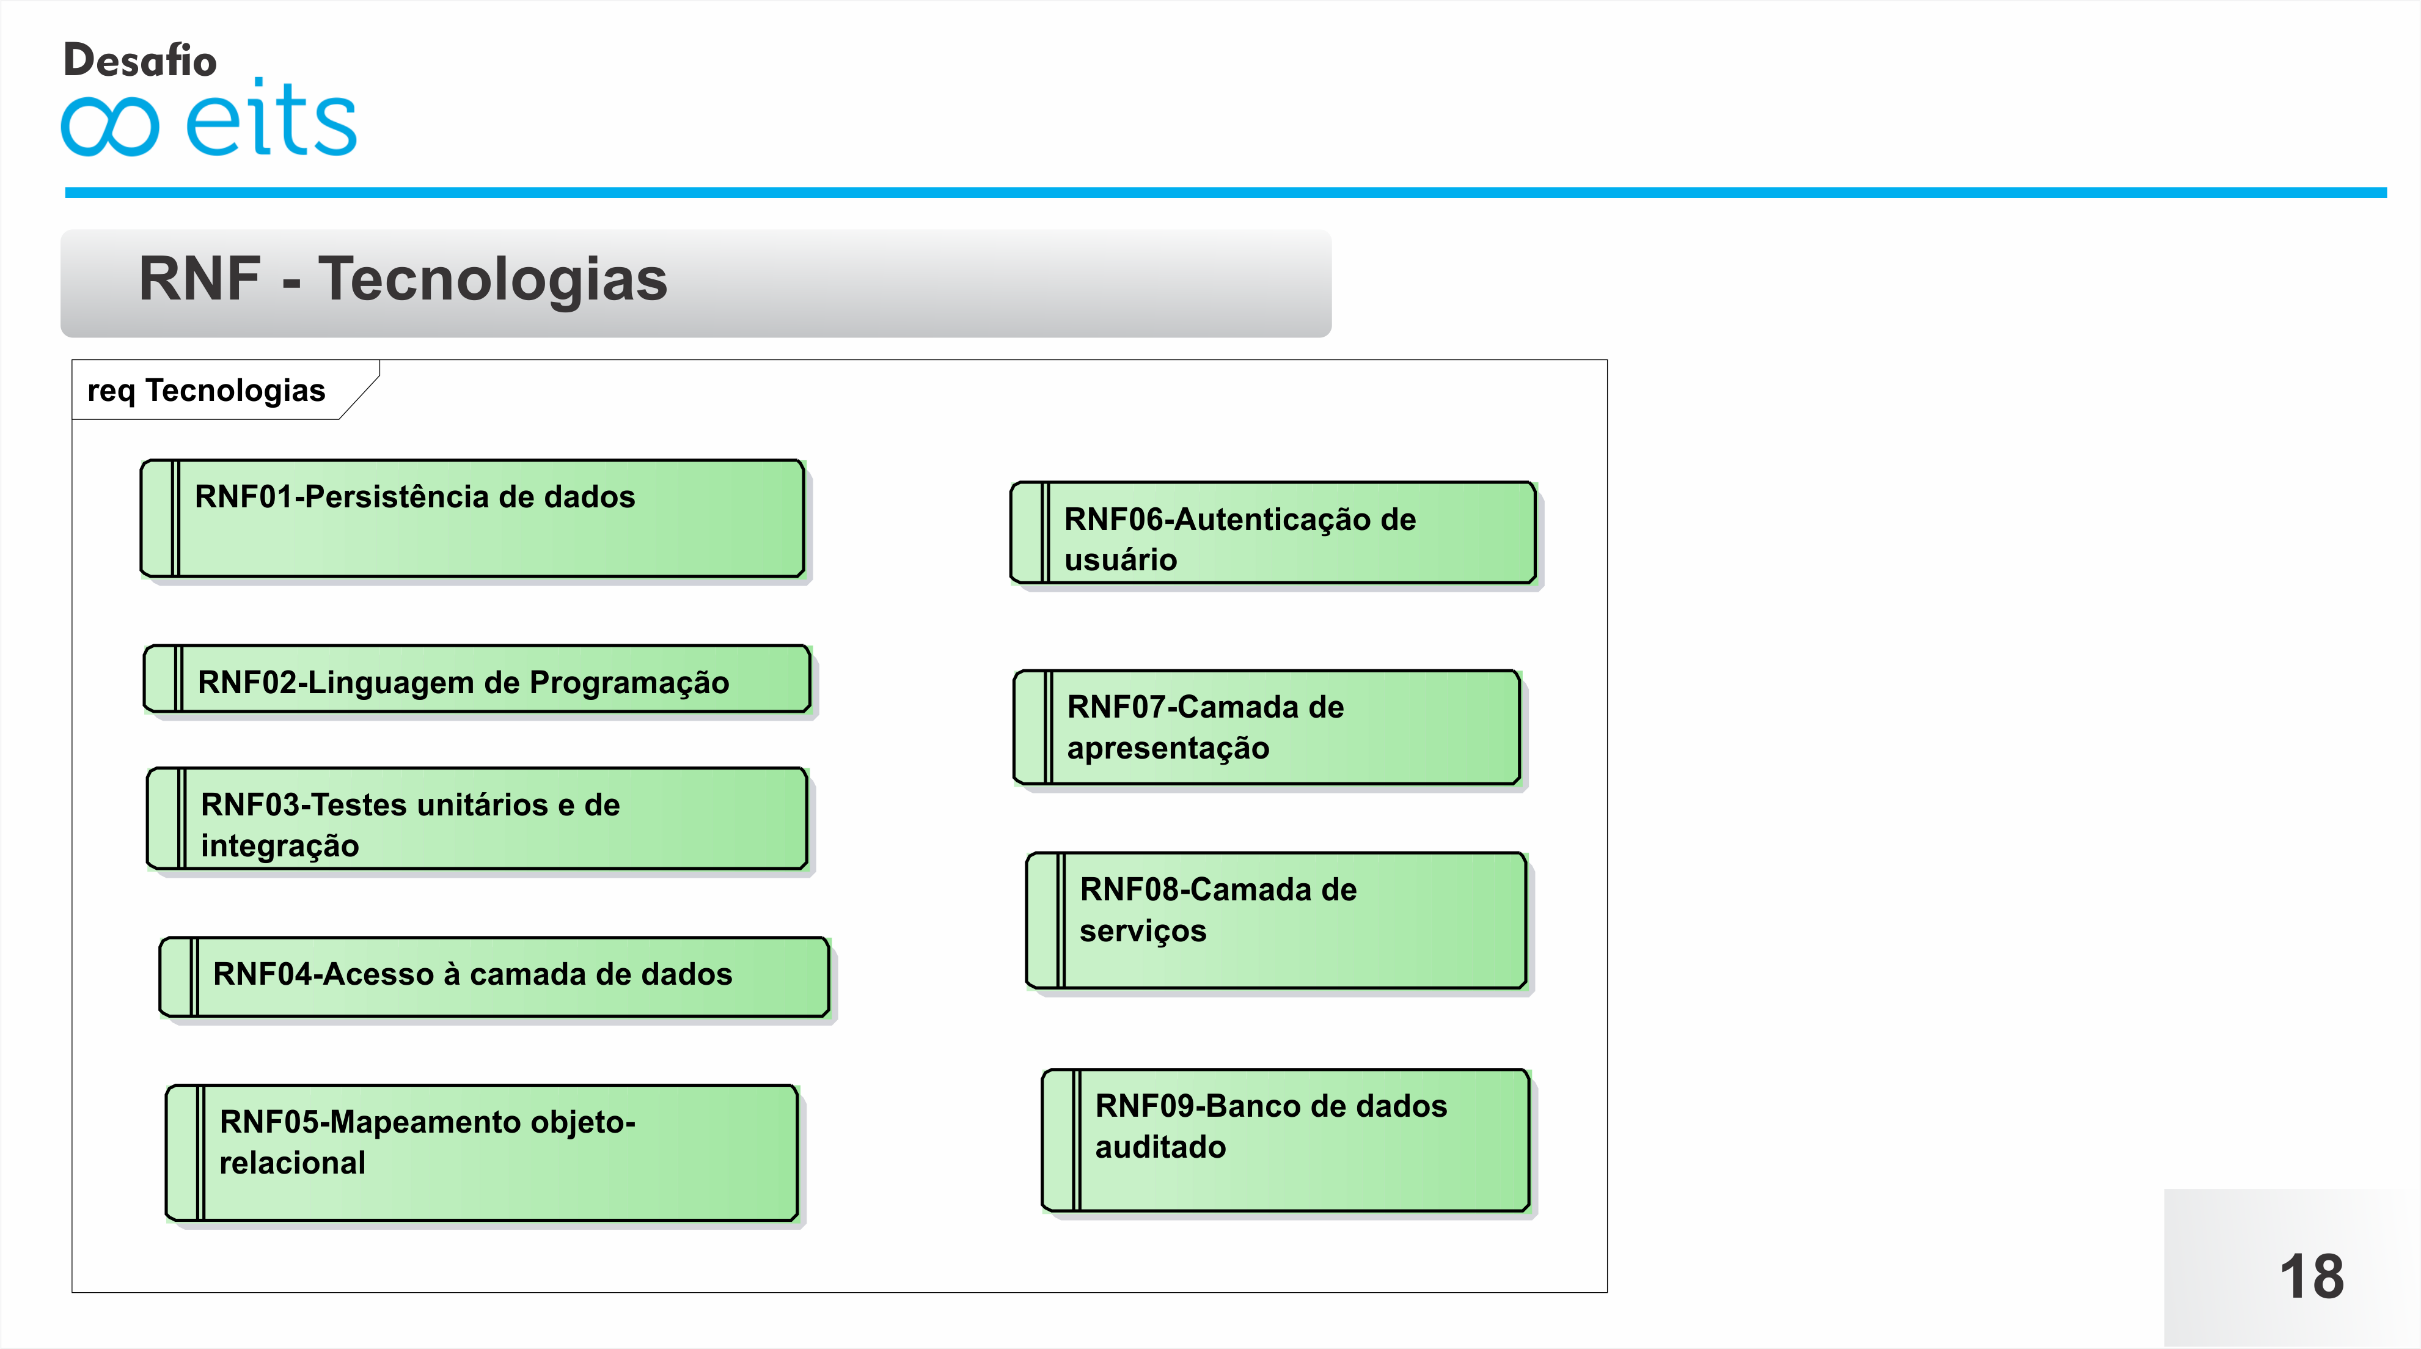 Desafio
eits
RNF - Tecnologias
req Tecnologias
RNF01-Persistência de dados
RNF02-Linguagem de Programação
RNF03-Testes unitários e de
integração
RNF04-Acesso à camada de dados
RNF05-Mapeamento objeto-
relacional
RNF06-Autenticação de
usuário
RNF07-Camada de
apresentação
RNF08-Camada de
serviços
RNF09-Banco de dados
auditado
18